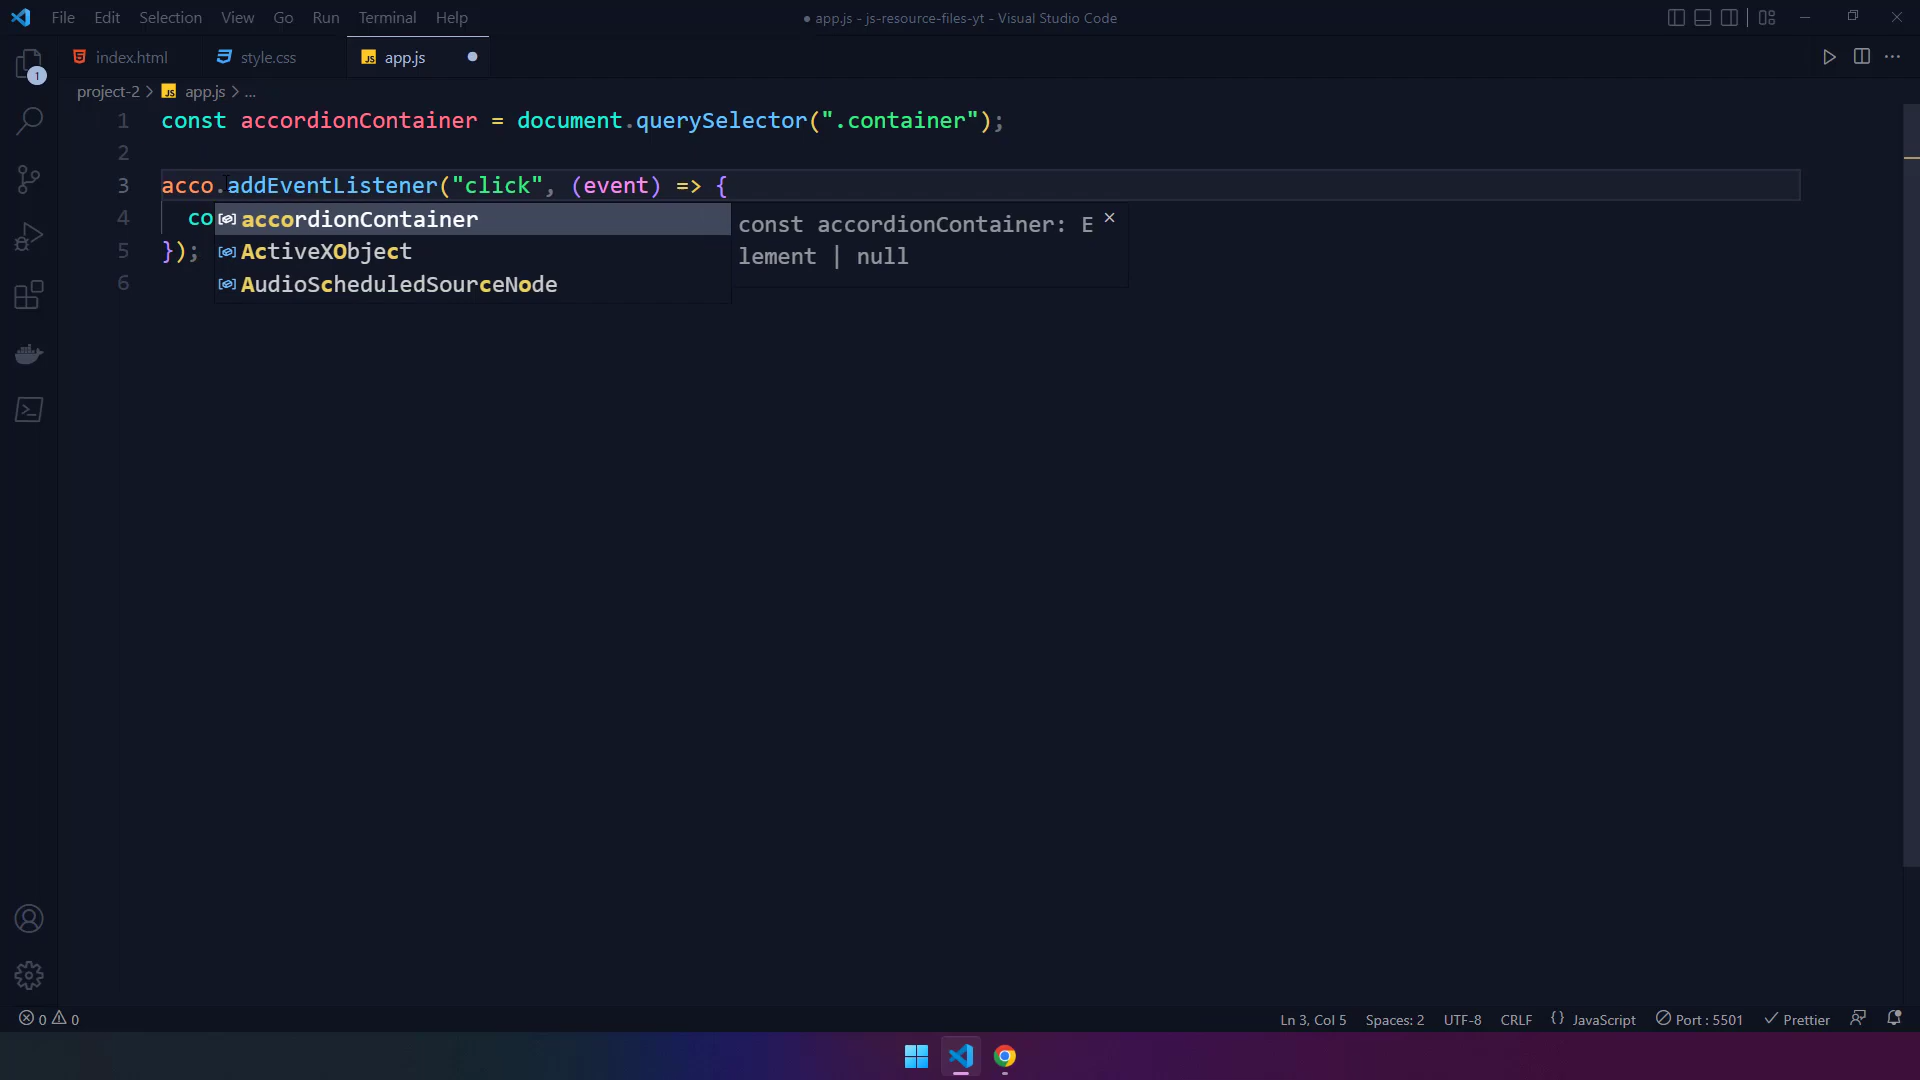 File Edit Selection View Go Run Terminal Help
● app.js - js-resource-files-yt - Visual Studio Code
index.html style.css JS app.js
1
project-2 > JS app.js > ...
1 const accordionContainer = document.querySelector(".container");
2
3 acco.addEventListener("click", (event) => {
4 co
accordionContainer
const accordionContainer: E
5 });
ActiveXObject
lement | null
6
AudioScheduledSourceNode
0 0
Ln 3, Col 5 Spaces: 2 UTF-8 CRLF {} JavaScript Port : 5501 Prettier